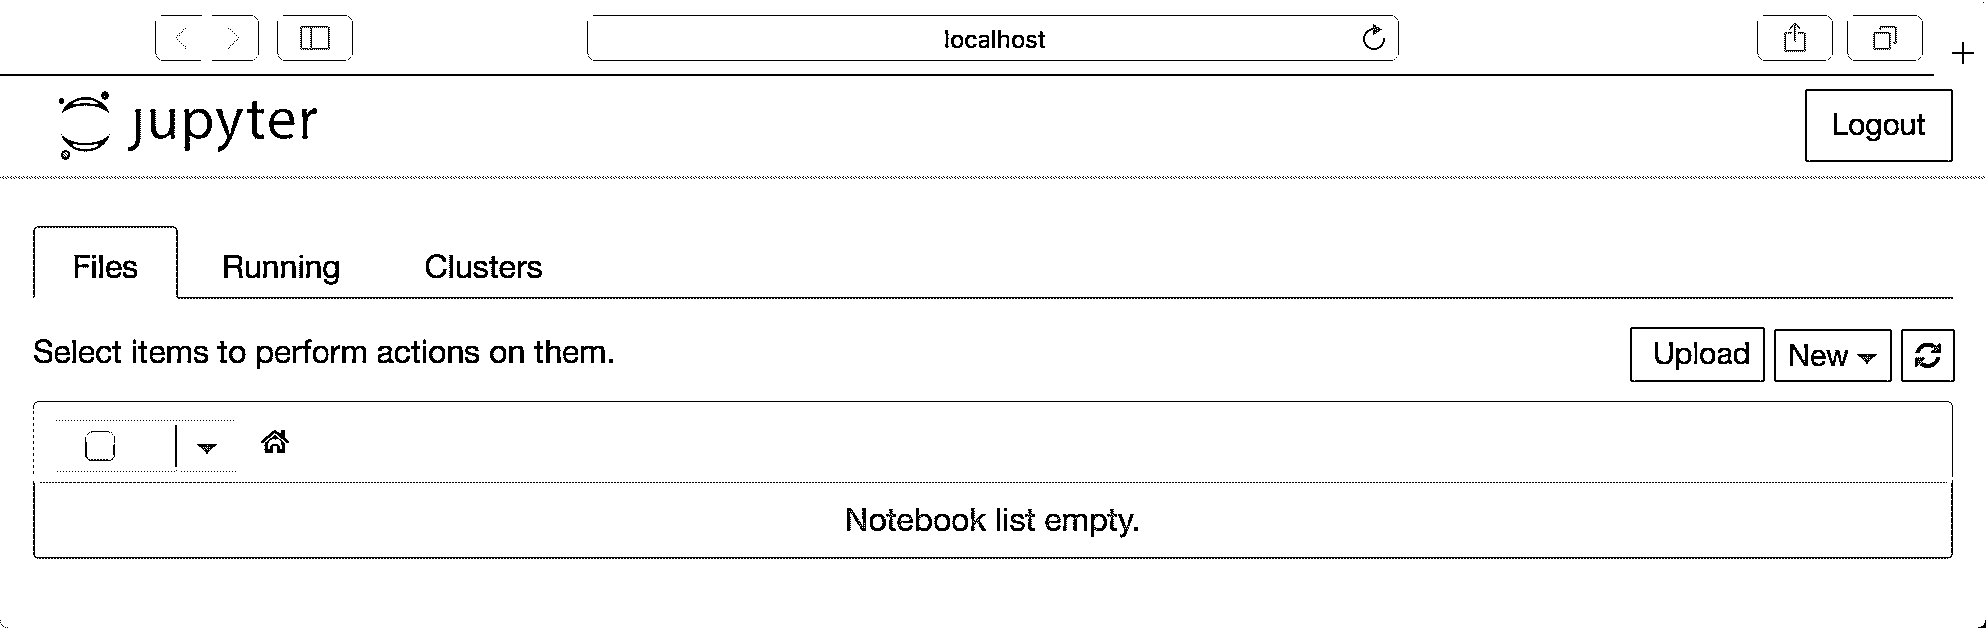 localhost
jupyter
Logout
Files Running Clusters
Select items to perform actions on them.
Upload New
Notebook list empty.